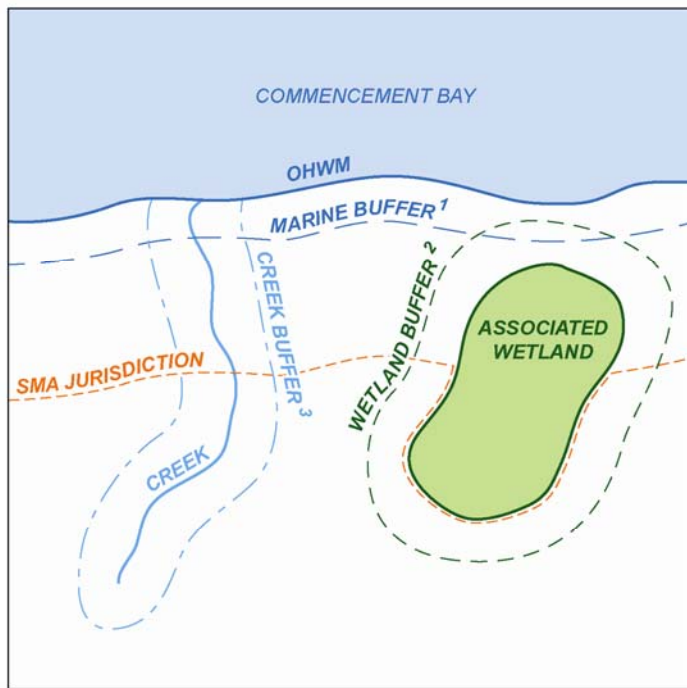 COMMENCEMENT BAY
OHWM
MARINE BUFFER 1
CREEK BUFFER 3
WETLAND BUFFER 2
ASSOCIATED
WETLAND
SMA JURISDICTION
CREEK